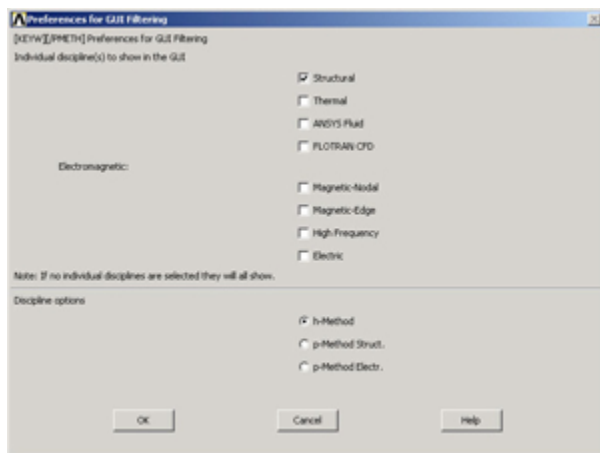 Preferences for GUI Filtering
[KEYW][/PMETH] Preferences for GUI Filtering
Individual discipline(s) to show in the GUI
Structural
Thermal
ANSYS Fluid
FLOTRAN CFD
Electromagnetic:
Magnetic-Nodal
Magnetic-Edge
High Frequency
Electric
Note: If no individual disciplines are selected they will all show.
Discipline options
h-Method
p-Method Struct.
p-Method Electr.
OK Cancel Help